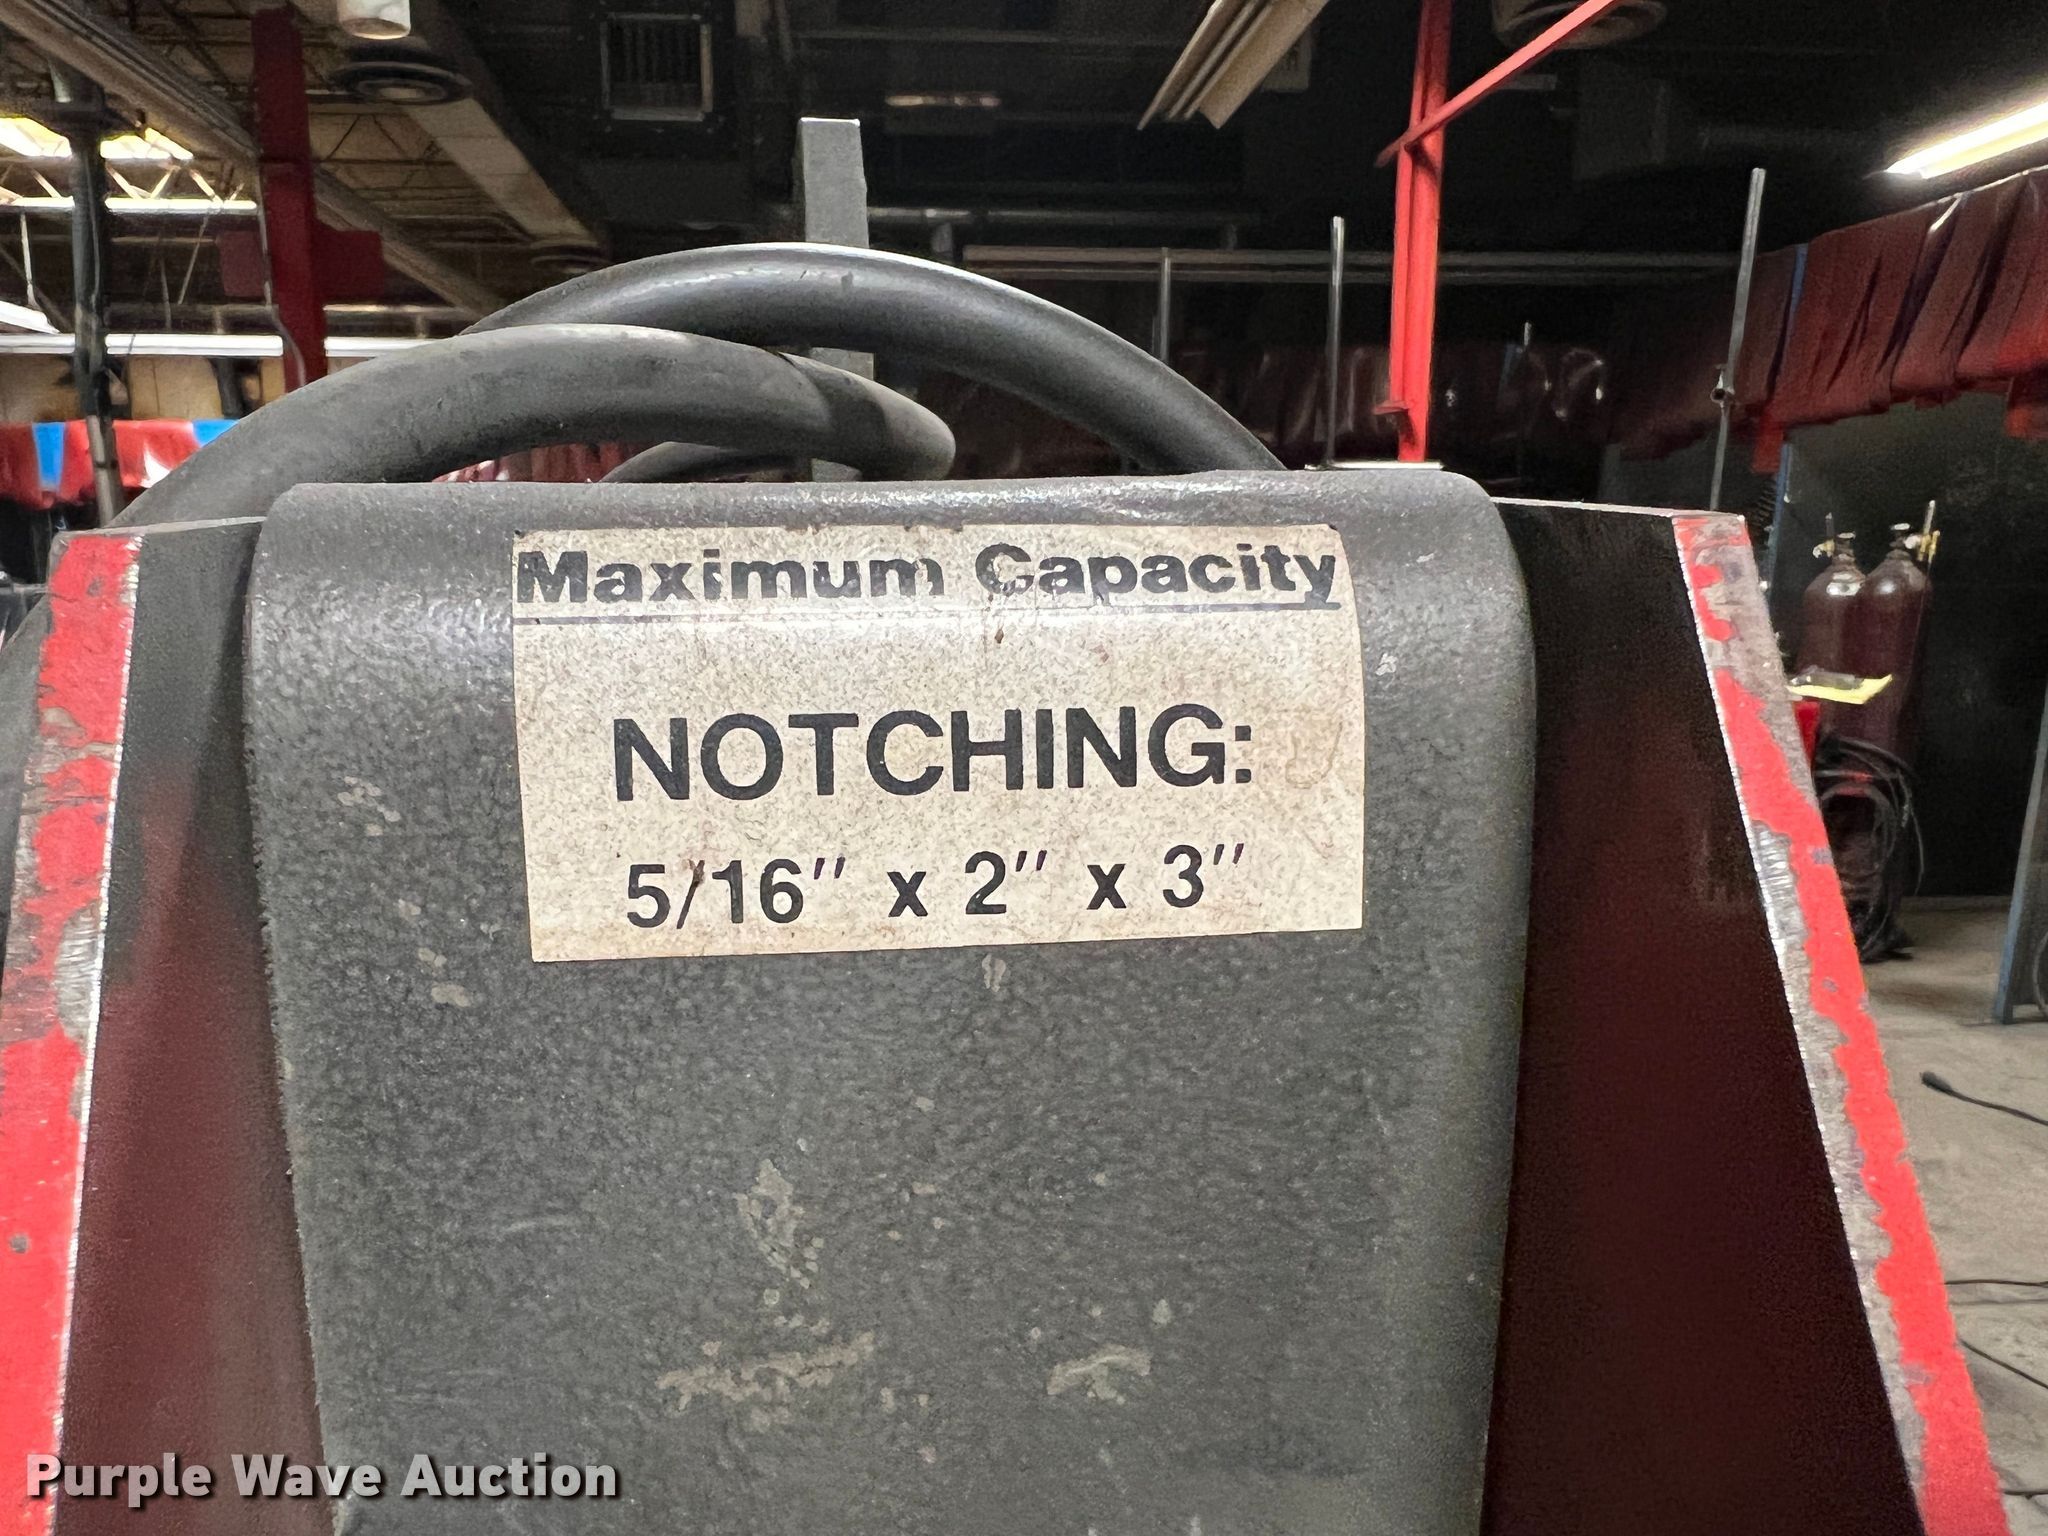 Maximum Capacity
NOTCHING:
5/16" x 2" x 3"
Purple Wave Auction